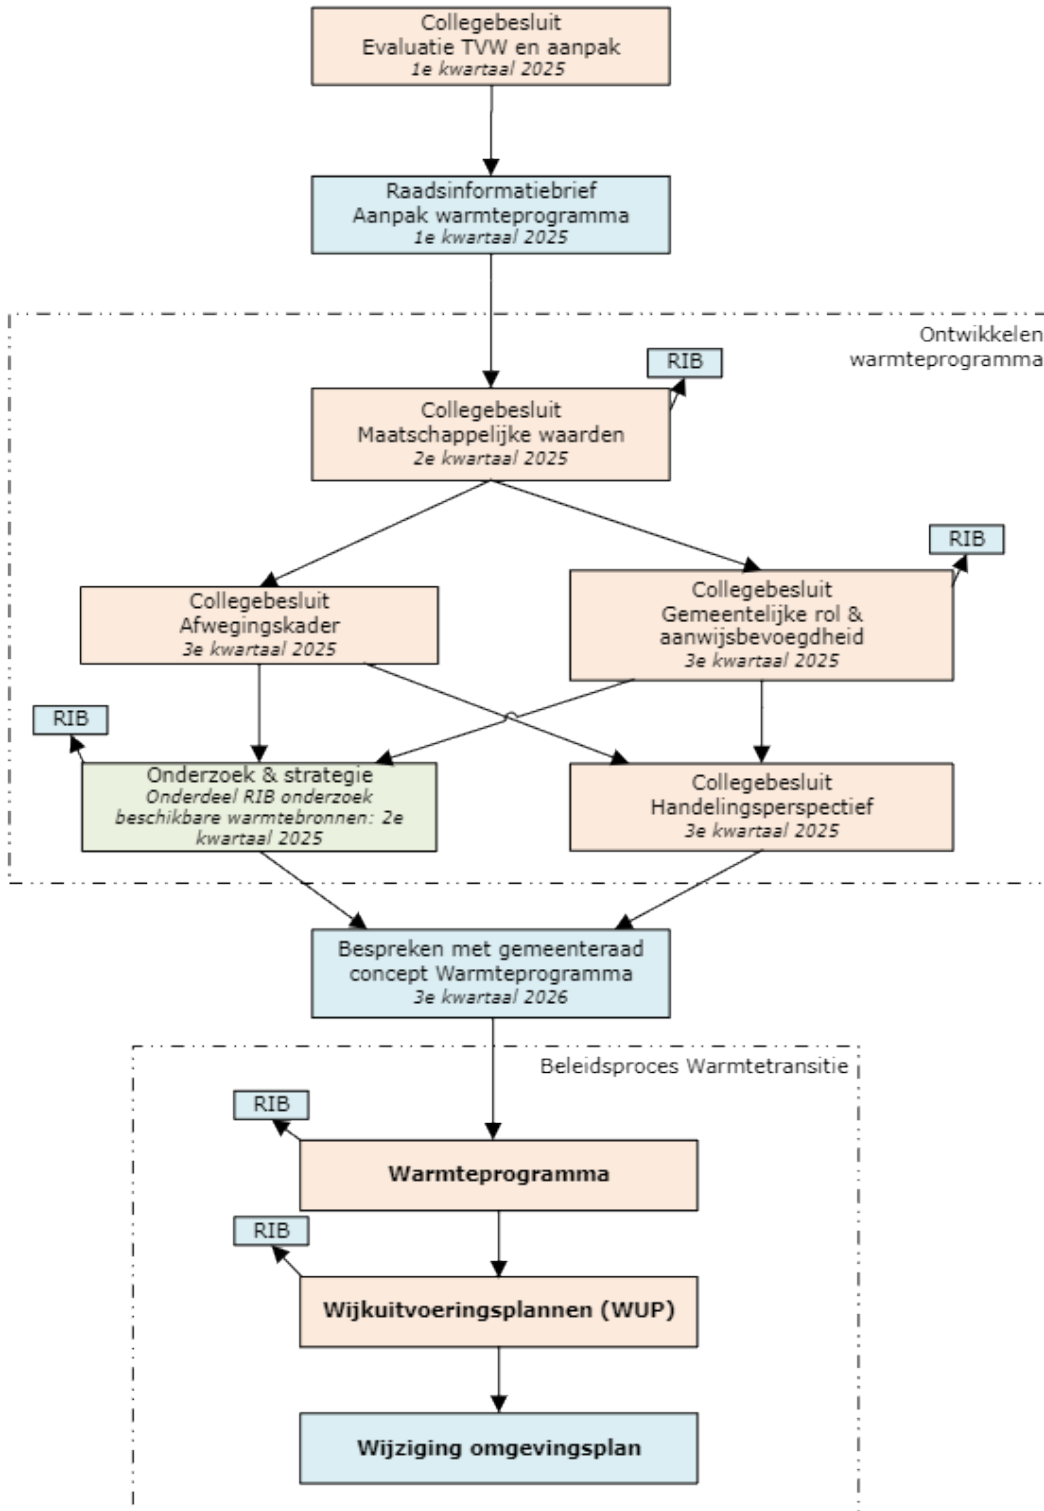 Collegebesluit
Evaluatie TVW en aanpak
1e kwartaal 2025
Raadsinformatiebrief
Aanpak warmteprogramma
1e kwartaal 2025
Ontwikkelen
warmteprogramma
RIB
Collegebesluit
Maatschappelijke waarden
2e kwartaal 2025
RIB
Collegebesluit
Afwegingskader
3e kwartaal 2025
Collegebesluit
Gemeentelijke rol &
aanwijsbevoegdheid
3e kwartaal 2025
RIB
Onderzoek & strategie
Onderdeel RIB onderzoek
beschikbare warmtebronnen: 2e
kwartaal 2025
Collegebesluit
Handelingsperspectief
3e kwartaal 2025
Bespreken met gemeenteraad
concept Warmteprogramma
3e kwartaal 2026
Beleidsproces Warmtetransitie
RIB
Warmteprogramma
RIB
Wijkuitvoeringsplannen (WUP)
Wijziging omgevingsplan